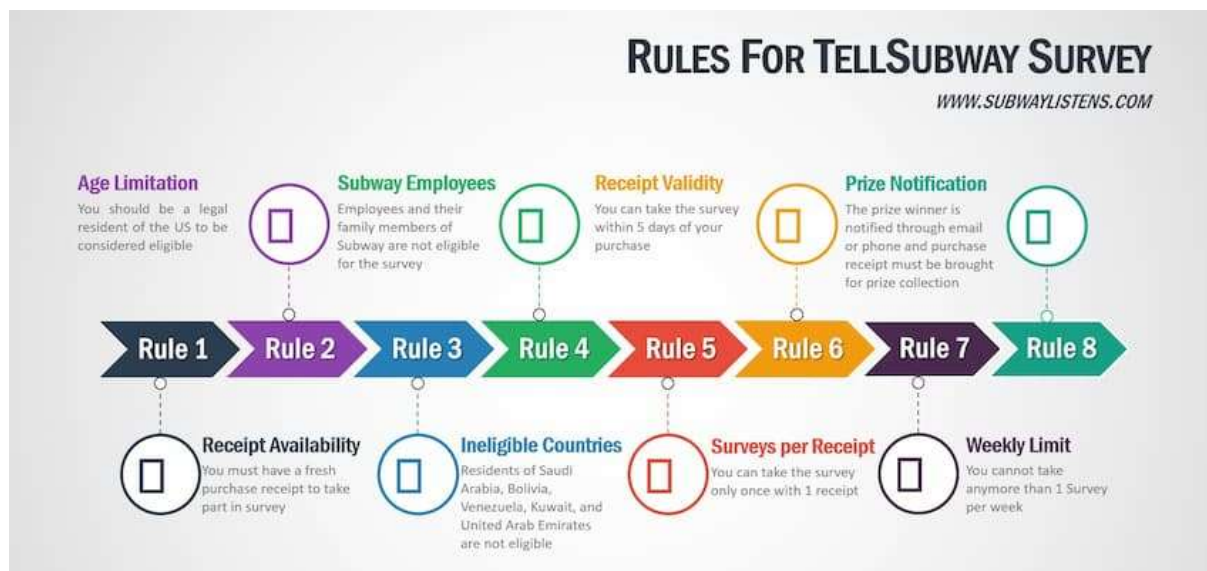 RULES FOR TELLSUBWAY SURVEY
WWW.SUBWAYLISTENS.COM
Age Limitation
You should be a legal
resident of the US to be
considered eligible
Subway Employees
Employees and their
family members of
Subway are not eligible
for the survey
Receipt Validity
You can take the survey
within 5 days of your
purchase
Prize Notification
The prize winner is
notified through email
or phone and purchase
receipt must be brought
for prize collection
Rule 1
Rule 2
Rule 3
Rule 4
Rule 5
Rule 6
Rule 7
Rule 8
Receipt Availability
You must have a fresh
purchase receipt to take
part in survey
Ineligible Countries
Residents of Saudi
Arabia, Bolivia,
Venezuela, Kuwait, and
United Arab Emirates
are not eligible
Surveys per Receipt
You can take the survey
only once with 1 receipt
Weekly Limit
You cannot take
anymore than 1 Survey
per week